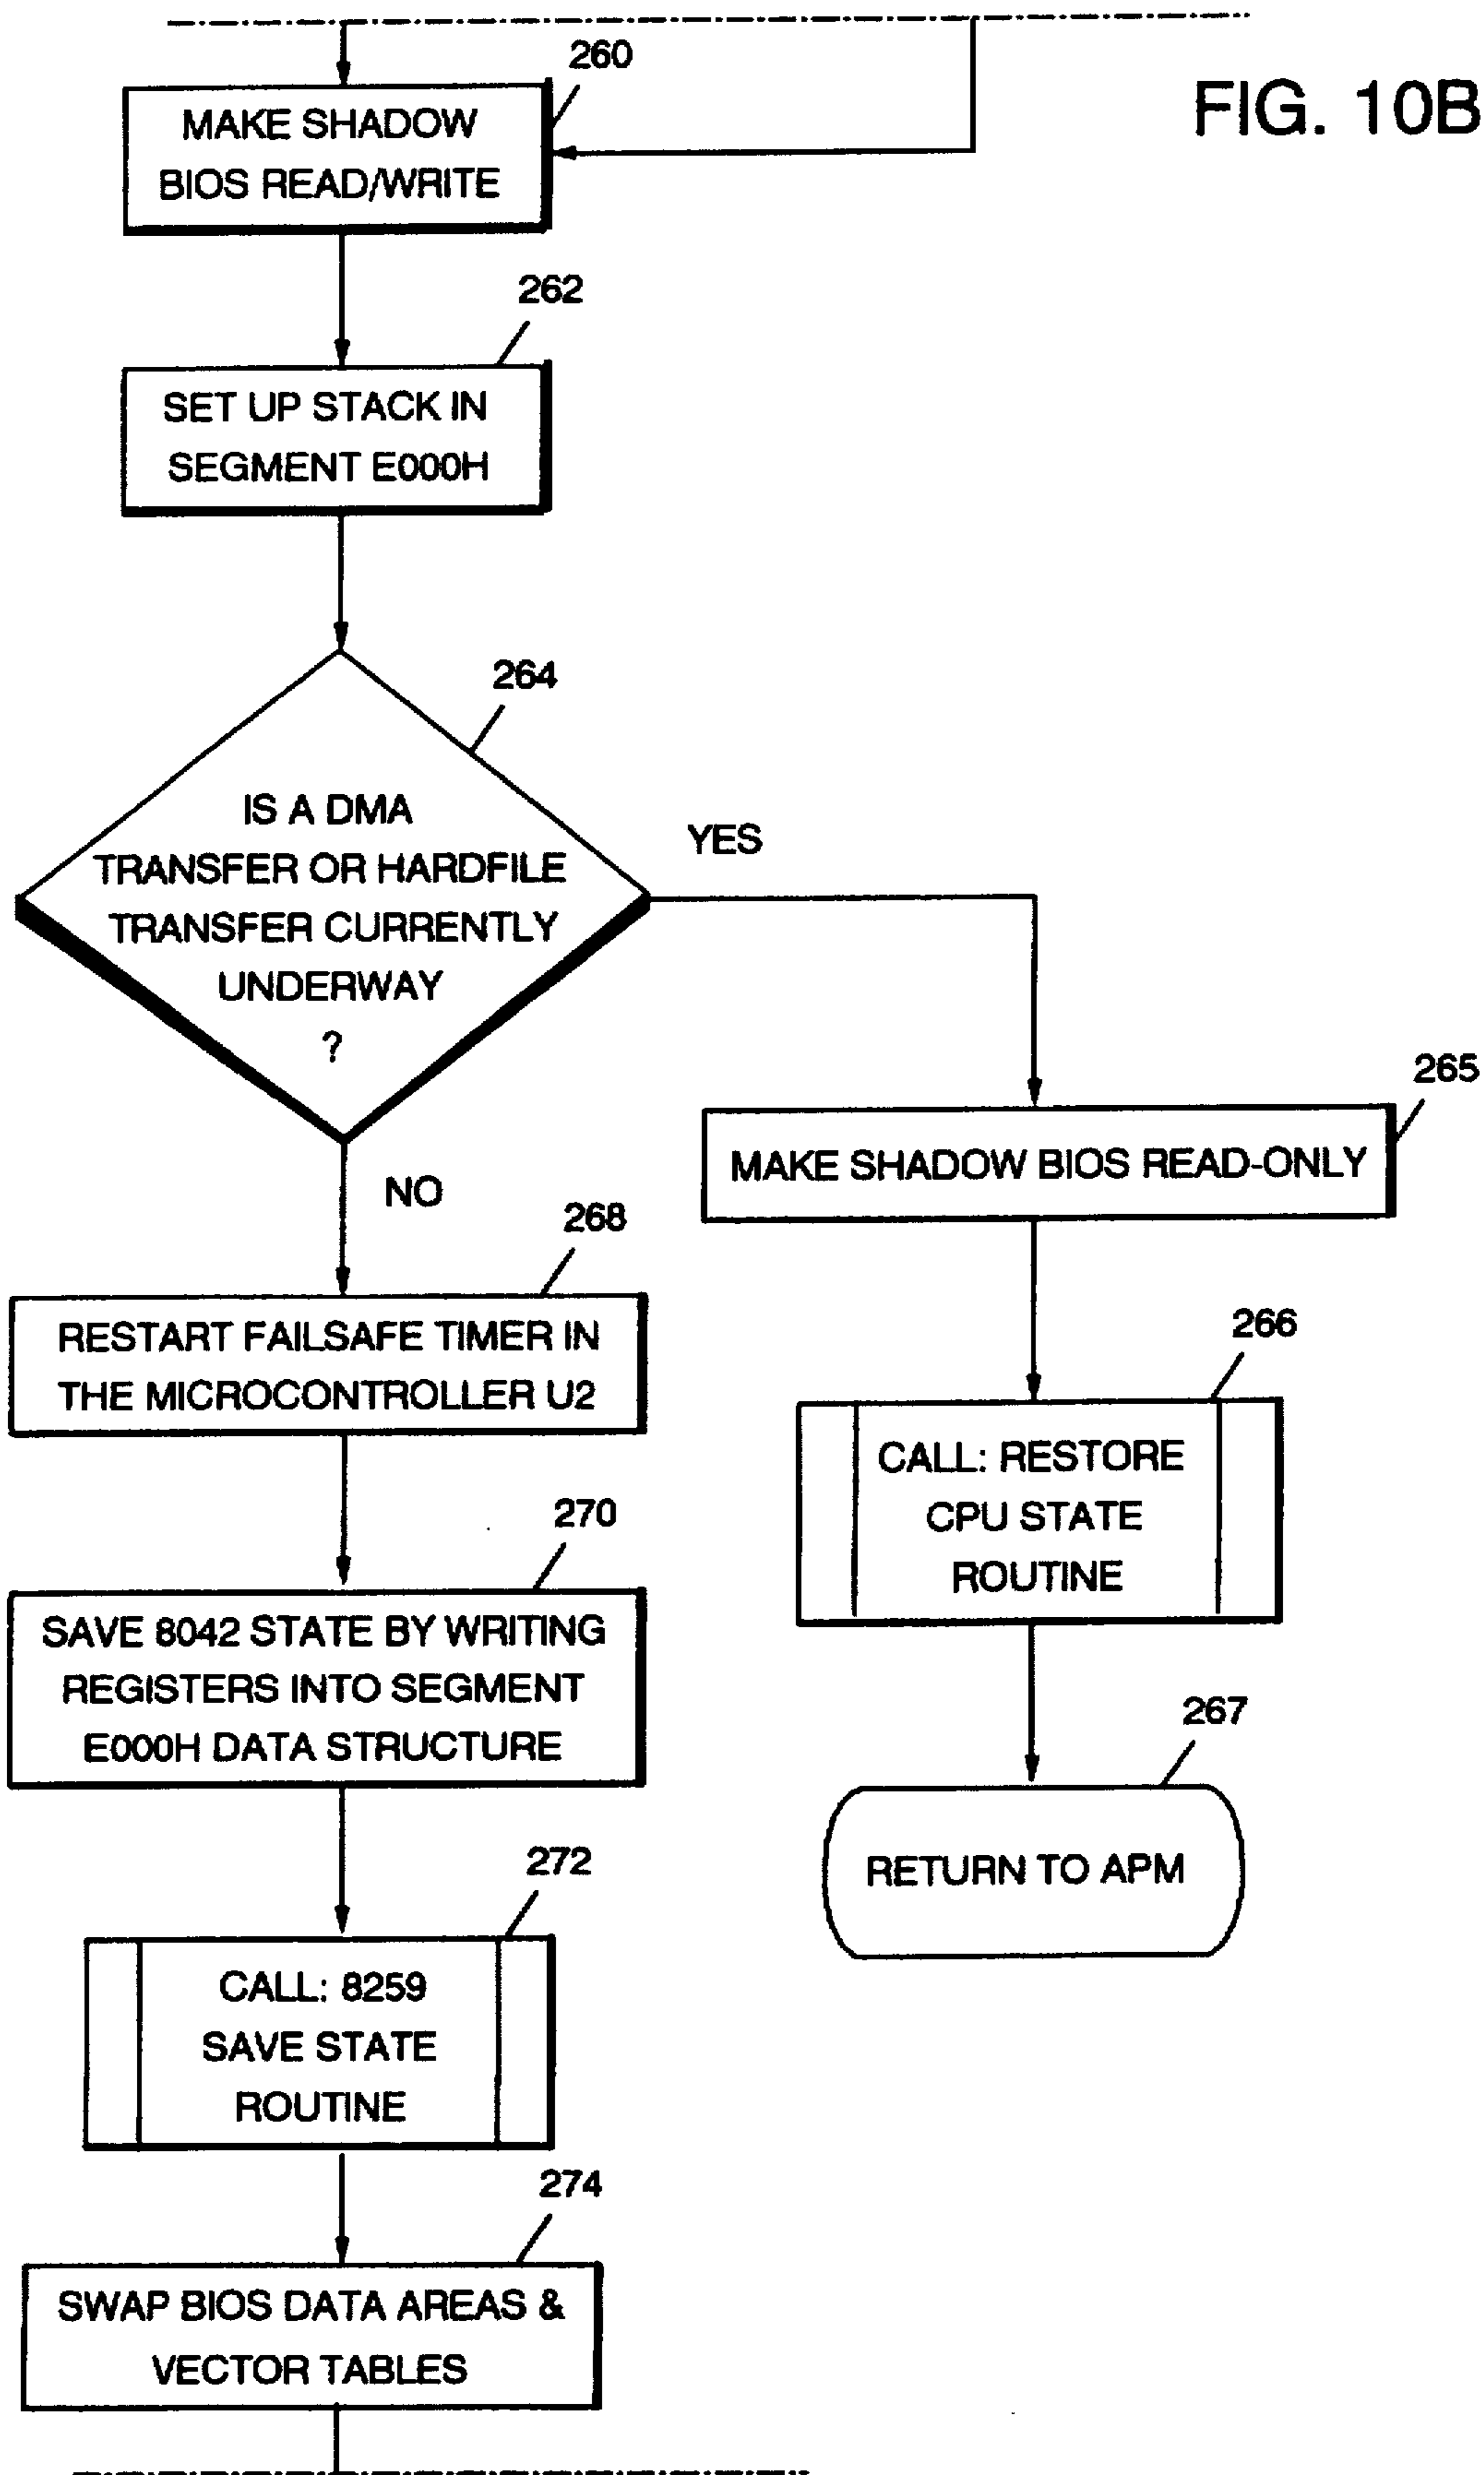 FIG. 10B
260
MAKE SHADOW
BIOS READ/WRITE
262
SET UP STACK IN
SEGMENT E000H
264
IS A DMA
TRANSFER OR HARDFILE
TRANSFER CURRENTLY
UNDERWAY
?
YES
NO
265
MAKE SHADOW BIOS READ-ONLY
266
CALL: RESTORE
CPU STATE
ROUTINE
267
RETURN TO APM
268
RESTART FAILSAFE TIMER IN
THE MICROCONTROLLER U2
270
SAVE 8042 STATE BY WRITING
REGISTERS INTO SEGMENT
E000H DATA STRUCTURE
272
CALL: 8259
SAVE STATE
ROUTINE
274
SWAP BIOS DATA AREAS &
VECTOR TABLES